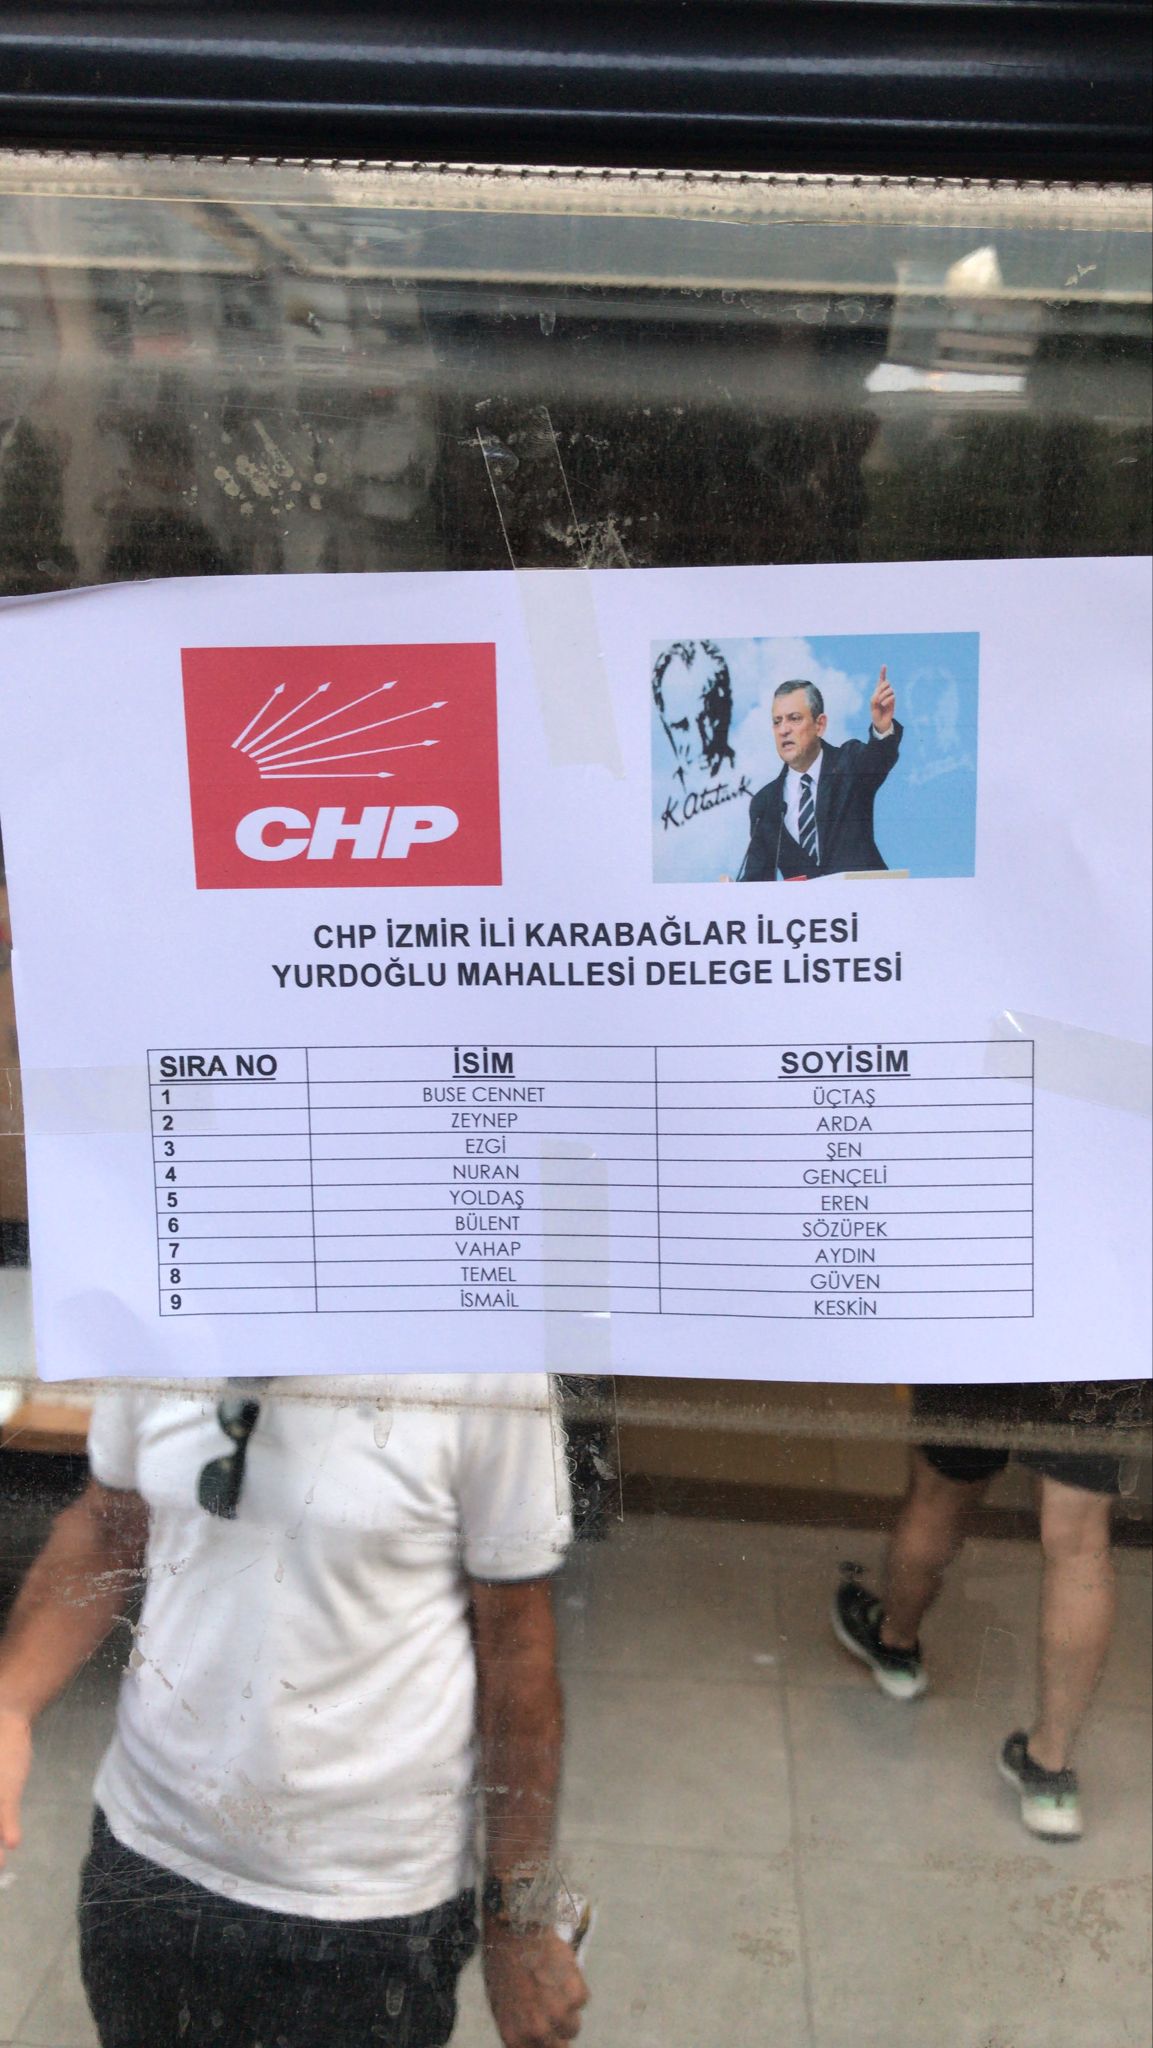 CHP
K. Atatürk
K. Atatürk
CHP İZMİR İLİ KARABAĞLAR İLÇESİ
YURDOĞLU MAHALLESİ DELEGE LİSTESİ
SIRA NO İSİM SOYİSİM
1 BUSE CENNET ÜÇTAŞ
2 ZEYNEP ARDA
3 EZGİ ŞEN
4 NURAN GENÇELİ
5 YOLDAŞ EREN
6 BÜLENT SÖZÜPEK
7 VAHAP AYDIN
8 TEMEL GÜVEN
9 İSMAİL KESKİN